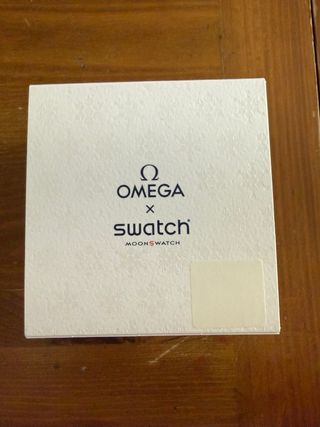 Ω
OMEGA
×
swatch®
MOONSWATCH